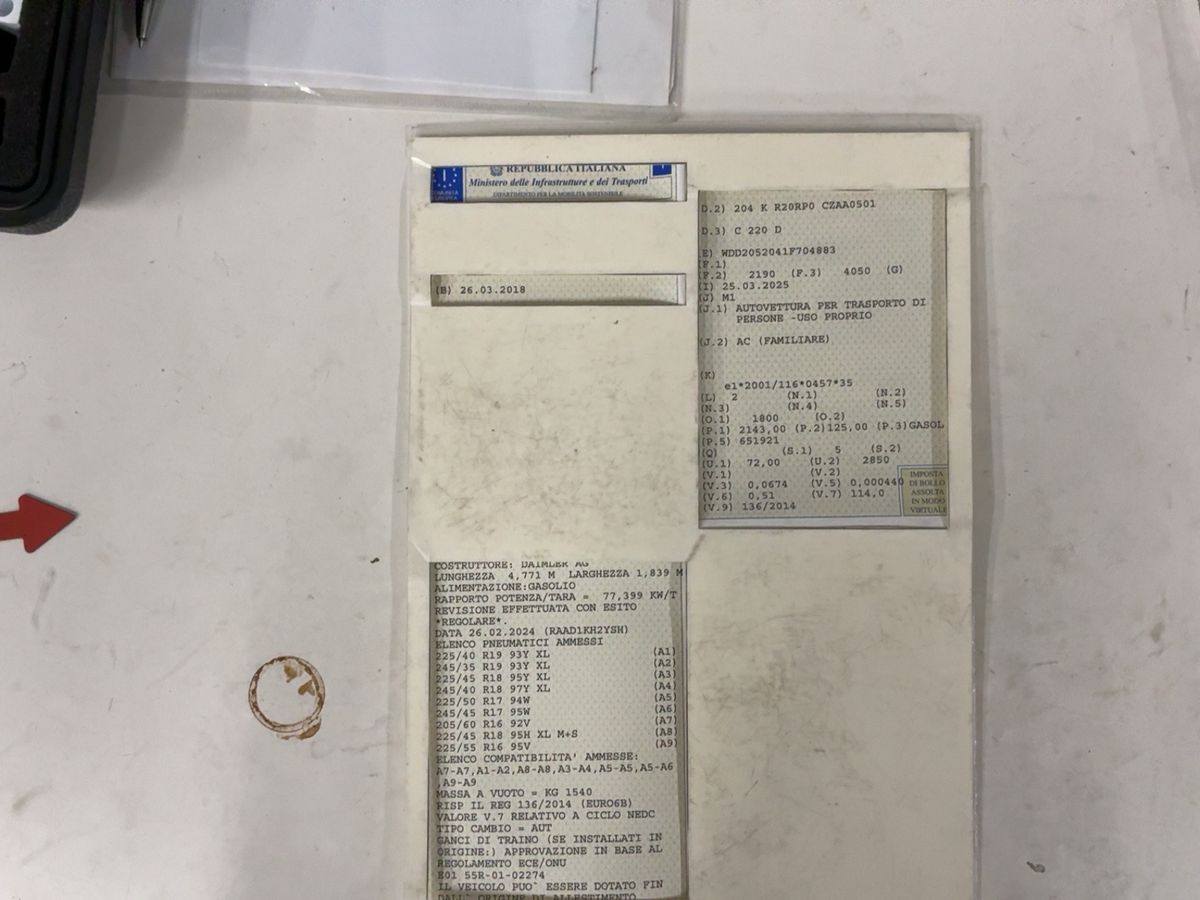 REPUBBLICA ITALIANA
COMUNITÀ EUROPEA
Ministero delle Infrastrutture e dei Trasporti
DIPARTIMENTO PER LA MOBILITÀ SOSTENIBILE
(B) 26.03.2018
D.2) 204 K R20RP0 CZAA0501
D.3) C 220 D
E) WDD2052041F704883
(F.1)
(F.2) 2190 (F.3) 4050 (G)
(I) 25.03.2025
(J) M1
(J.1) AUTOVETTURA PER TRASPORTO DI
PERSONE -USO PROPRIO
(J.2) AC (FAMILIARE)
(K)
e1*2001/116*0457*35
(L) 2 (N.1) (N.2)
(N.3) (N.4) (N.5)
(O.1) 1800 (O.2)
(P.1) 2143,00 (P.2)125,00 (P.3)GASOL
(P.5) 651921
(Q) (S.1) 5 (S.2)
(U.1) 72,00 (U.2) 2850
(V.1) (V.2)
(V.3) 0,0674 (V.5) 0,000440
(V.6) 0,51 (V.7) 114,0
(V.9) 136/2014
IMPOSTA
DI BOLLO
ASSOLTA
IN MODO
VIRTUALE
COSTRUTTORE: DAIMLER AG
LUNGHEZZA 4,771 M LARGHEZZA 1,839 M
ALIMENTAZIONE:GASOLIO
RAPPORTO POTENZA/TARA = 77,399 KW/T
REVISIONE EFFETTUATA CON ESITO
*REGOLARE*.
DATA 26.02.2024 (RAAD1KH2YSH)
ELENCO PNEUMATICI AMMESSI
225/40 R19 93Y XL (A1)
245/35 R19 93Y XL (A2)
225/45 R18 95Y XL (A3)
245/40 R18 97Y XL (A4)
225/50 R17 94W (A5)
245/45 R17 95W (A6)
205/60 R16 92V (A7)
225/45 R18 95H XL M+S (A8)
225/55 R16 95V (A9)
ELENCO COMPATIBILITA' AMMESSE:
A7-A7,A1-A2,A8-A8,A3-A4,A5-A5,A5-A6
,A9-A9
MASSA A VUOTO = KG 1540
RISP IL REG 136/2014 (EURO6B)
VALORE V.7 RELATIVO A CICLO NEDC
TIPO CAMBIO = AUT
GANCI DI TRAINO (SE INSTALLATI IN
ORIGINE:) APPROVAZIONE IN BASE AL
REGOLAMENTO ECE/ONU
E01 55R-01-02274
IL VEICOLO PUO` ESSERE DOTATO FIN
DALL` ORIGINE DI ALLESTIMENTO